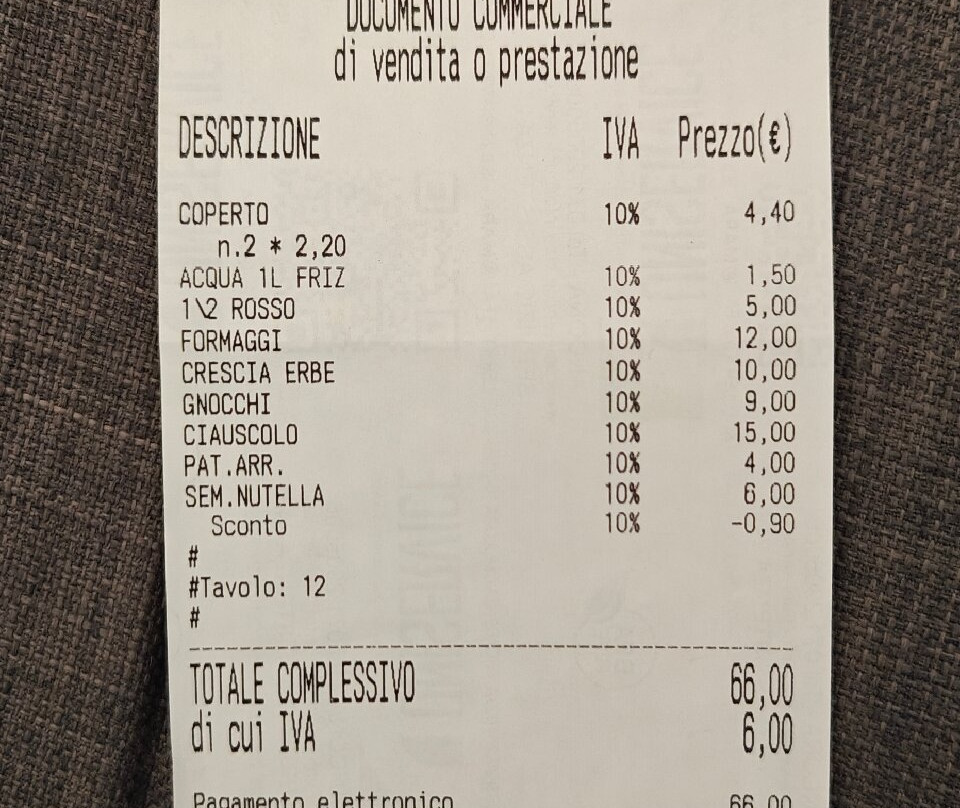 DOCUMENTO COMMERCIALE
di vendita o prestazione
DESCRIZIONE IVA Prezzo(€)
COPERTO 10% 4,40
n.2 * 2,20
ACQUA 1L FRIZ 10% 1,50
1\2 ROSSO 10% 5,00
FORMAGGI 10% 12,00
CRESCIA ERBE 10% 10,00
GNOCCHI 10% 9,00
CIAUSCOLO 10% 15,00
PAT.ARR. 10% 4,00
SEM.NUTELLA 10% 6,00
Sconto 10% -0,90
#
#Tavolo: 12
#
TOTALE COMPLESSIVO 66,00
di cui IVA 6,00
Pagamento elettronico 66,00